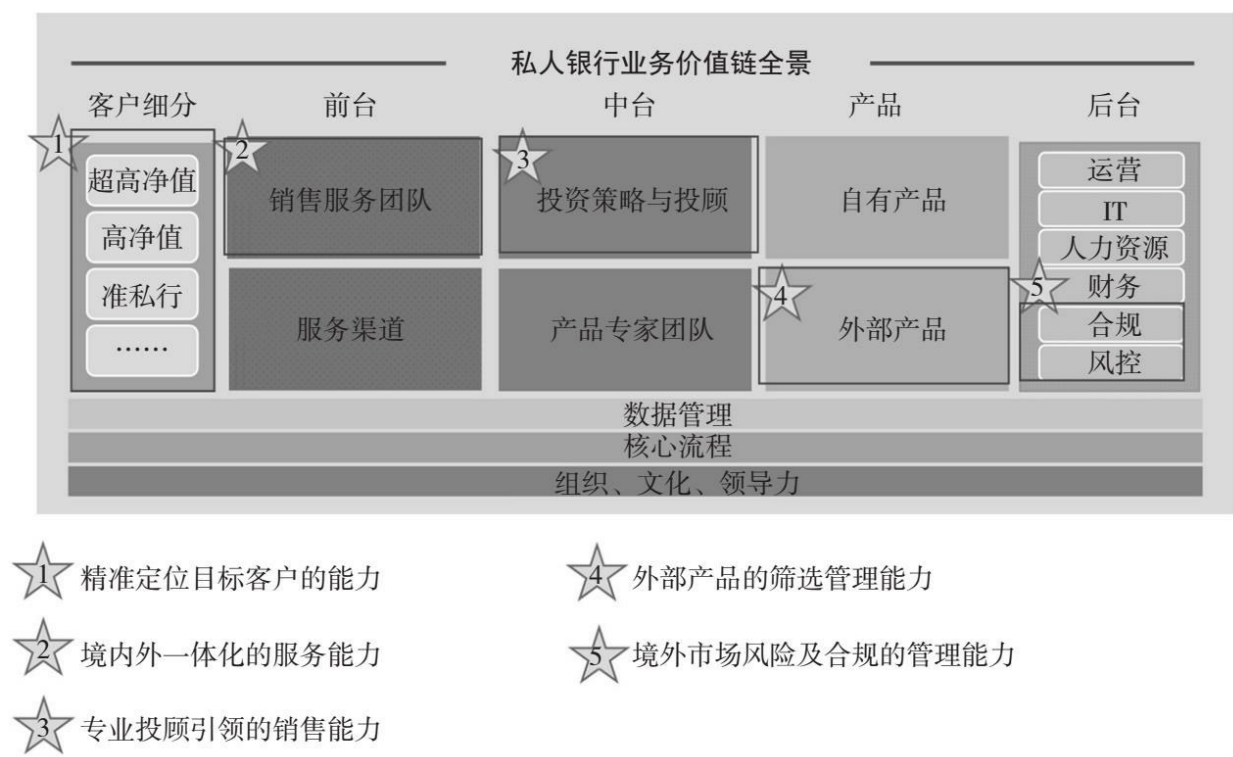 私人银行业务价值链全景
客户细分 前台 中台 产品 后台
1
超高净值
高净值
准私行
……
2
销售服务团队
服务渠道
3
投资策略与投顾
产品专家团队
自有产品
4
外部产品
运营
IT
人力资源
5
财务
合规
风控
数据管理
核心流程
组织、文化、领导力
1 精准定位目标客户的能力
2 境内外一体化的服务能力
3 专业投顾引领的销售能力
4 外部产品的筛选管理能力
5 境外市场风险及合规的管理能力